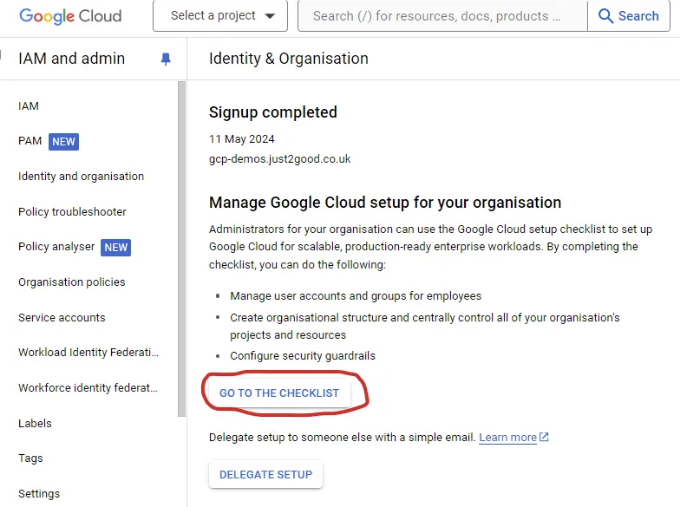 Google Cloud
Select a project
Search (/) for resources, docs, products ...
Search
IAM and admin
IAM
PAM NEW
Identity and organisation
Policy troubleshooter
Policy analyser NEW
Organisation policies
Service accounts
Workload Identity Federati...
Workforce identity federat...
Labels
Tags
Settings
Identity & Organisation
Signup completed
11 May 2024
gcp-demos.just2good.co.uk
Manage Google Cloud setup for your organisation
Administrators for your organisation can use the Google Cloud setup checklist to set up
Google Cloud for scalable, production-ready enterprise workloads. By completing the
checklist, you can do the following:
• Manage user accounts and groups for employees
• Create organisational structure and centrally control all of your organisation's
projects and resources
• Configure security guardrails
GO TO THE CHECKLIST
Delegate setup to someone else with a simple email. Learn more
DELEGATE SETUP